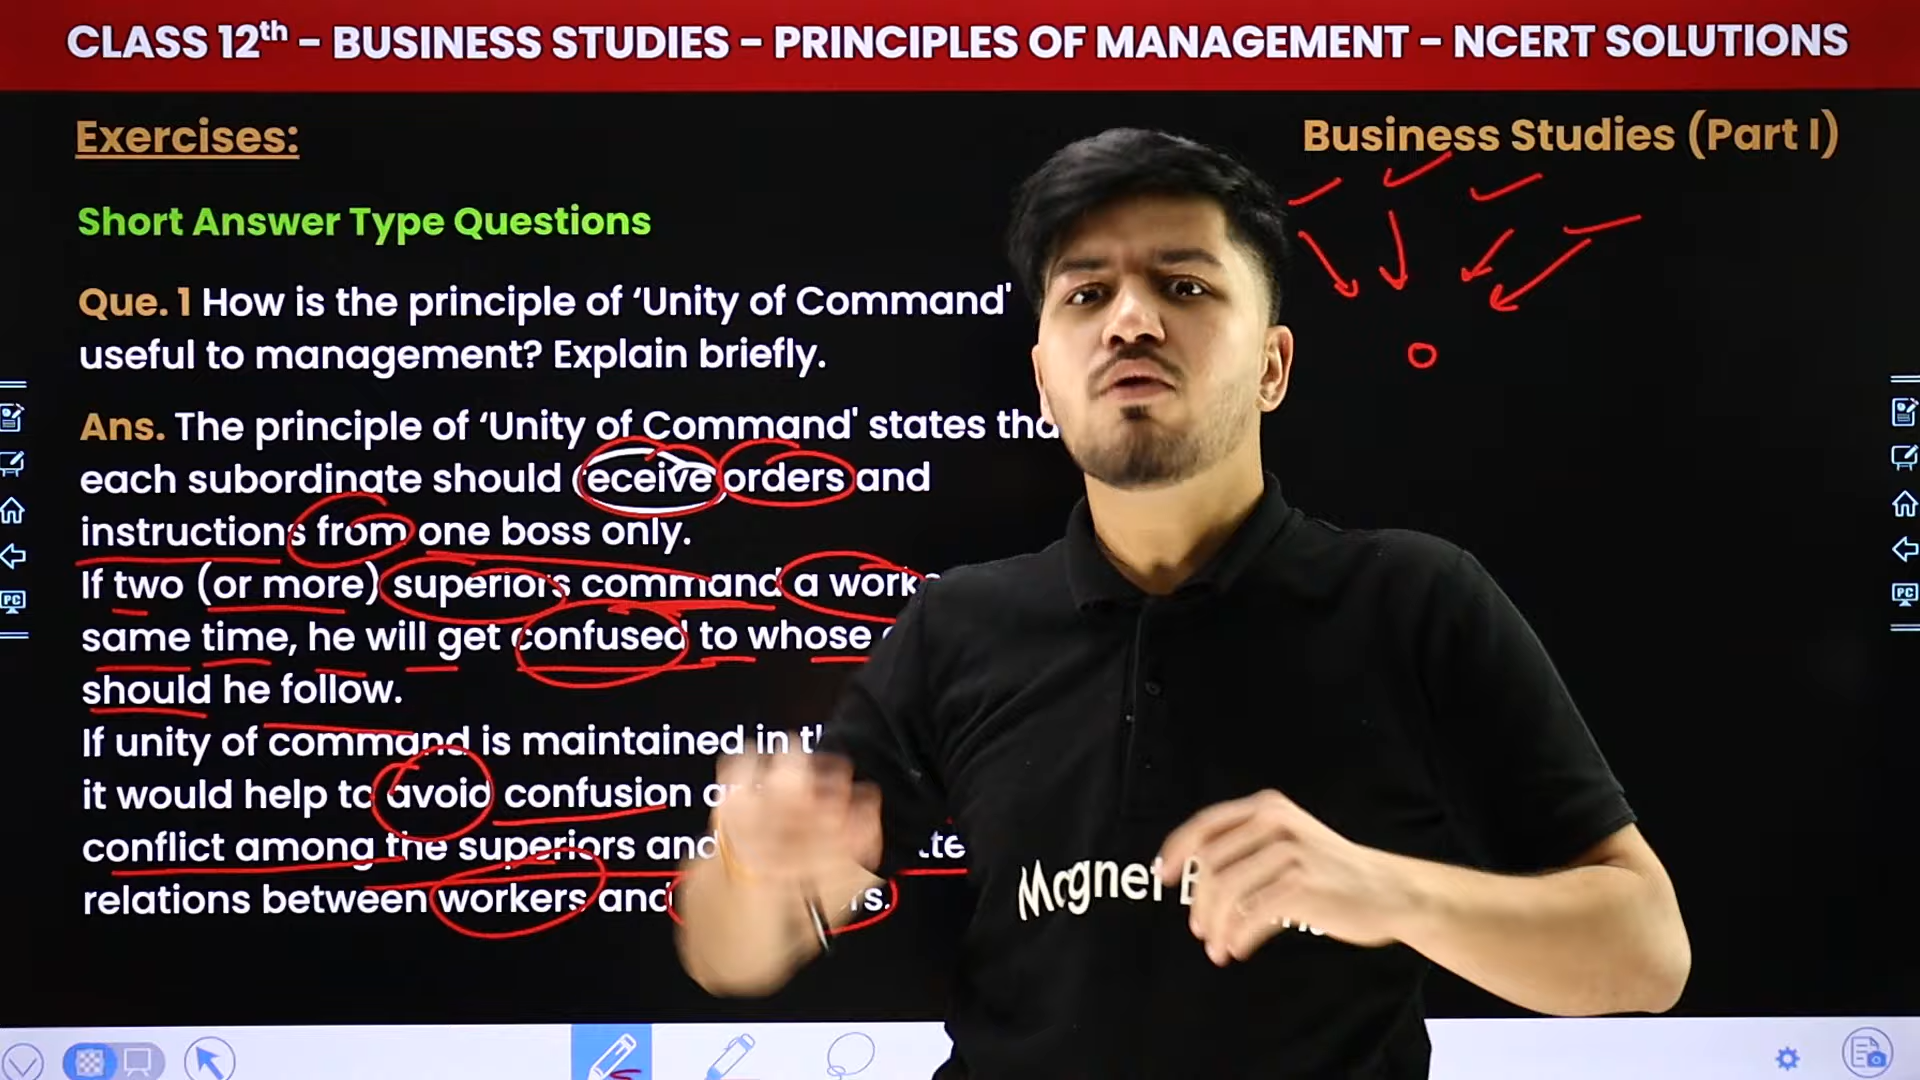 CLASS 12th - BUSINESS STUDIES - PRINCIPLES OF MANAGEMENT - NCERT SOLUTIONS
Exercises:
Business Studies (Part I)
Short Answer Type Questions
Que. 1 How is the principle of ‘Unity of Command'
useful to management? Explain briefly.
Ans. The principle of ‘Unity of Command' states
each subordinate should receive orders and
instructions from one boss only.
If two (or more) superiors command a
same time, he will get confused to whose
should he follow.
If unity of command is maintained in
it would help to avoid confusion
conflict among the superiors and
relations between workers and
Magnet
PC
PC